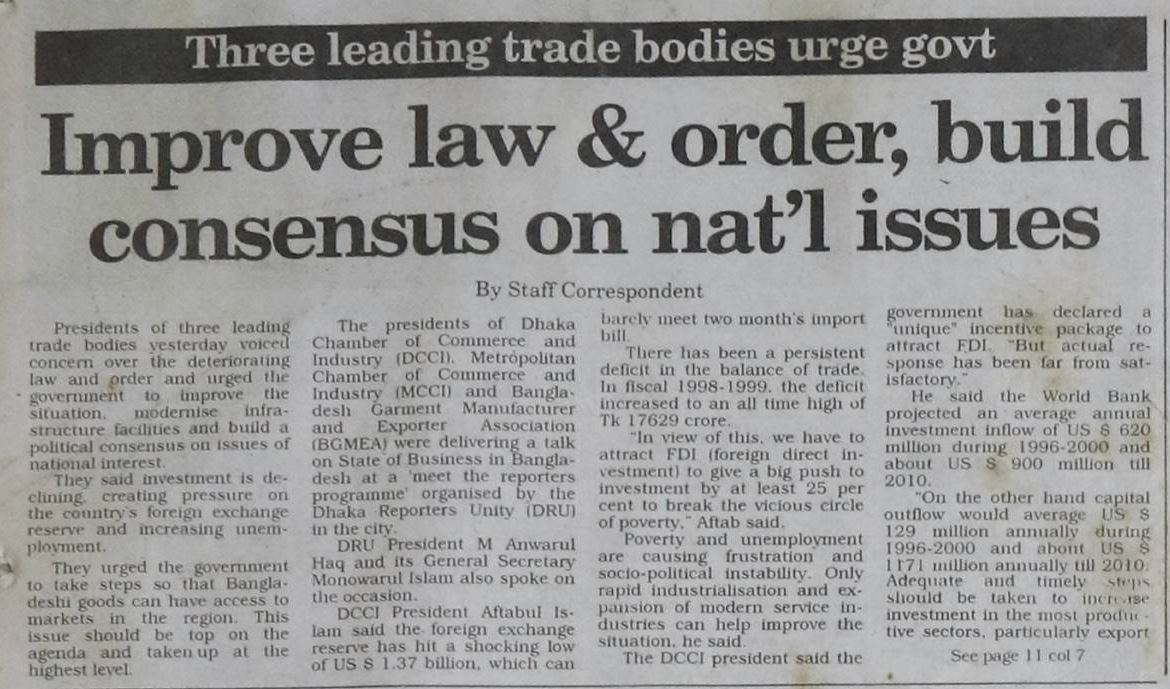 Three leading trade bodies urge govt
Improve law & order, build
consensus on nat'l issues
By Staff Correspondent
Presidents of three leading
trade bodies yesterday voiced
concern over the deteriorating
law and order and urged the
government to improve the
situation, modernise infra-
structure facilities and build a
political consensus on issues of
national interest.
They said investment is de-
clining, creating pressure on
the country's foreign exchange
reserve and increasing unem-
ployment.
They urged the government
to take steps so that Bangla-
deshi goods can have access to
markets in the region. This
issue should be top on the
agenda and taken up at the
highest level.
The presidents of Dhaka
Chamber of Commerce and
Industry (DCCI), Metropolitan
Chamber of Commerce and
Industry (MCCI) and Bangla-
desh Garment Manufacturer
and Exporter Association
(BGMEA) were delivering a talk
on State of Business in Bangla-
desh at a 'meet the reporters
programme' organised by the
Dhaka Reporters Unity (DRU)
in the city.
DRU President M Anwarul
Haq and its General Secretary
Monowarul Islam also spoke on
the occasion.
DCCI President Aftabul Is-
lam said the foreign exchange
reserve has hit a shocking low
of US $ 1.37 billion, which can
barely meet two month's import
bill.
There has been a persistent
deficit in the balance of trade.
In fiscal 1998-1999, the deficit
increased to an all time high of
Tk 17629 crore.
"In view of this, we have to
attract FDI (foreign direct in-
vestment) to give a big push to
investment by at least 25 per
cent to break the vicious circle
of poverty," Aftab said.
Poverty and unemployment
are causing frustration and
socio-political instability. Only
rapid industrialisation and ex-
pansion of modern service in-
dustries can help improve the
situation, he said.
The DCCI president said the
government has declared a
"unique" incentive package to
attract FDI. "But actual re-
sponse has been far from sat-
isfactory."
He said the World Bank
projected an average annual
investment inflow of US $ 620
million during 1996-2000 and
about US $ 900 million till
2010.
"On the other hand capital
outflow would average US $
129 million annually during
1996-2000 and about US $
1171 million annually till 2010.
Adequate and timely steps
should be taken to increase
investment in the most produc-
tive sectors, particularly export
See page 11 col 7